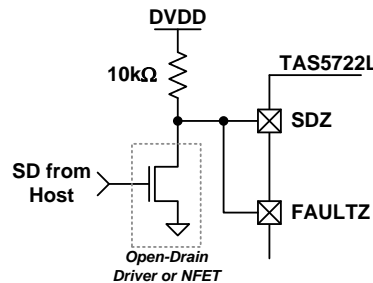 DVDD
TAS5722L
10kΩ
SDZ
SD from
Host
FAULTZ
Open-Drain
Driver or NFET